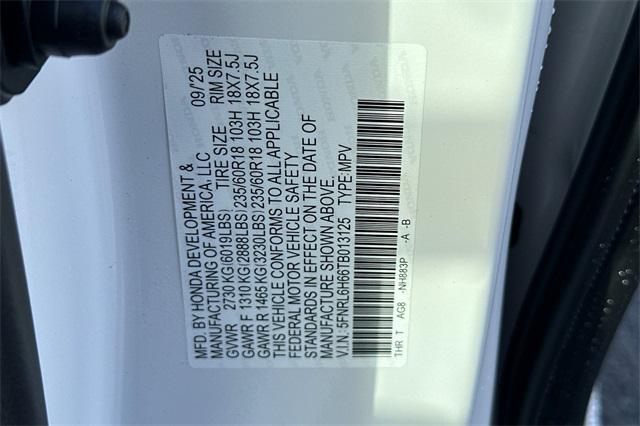 MFD. BY HONDA DEVELOPMENT & 09/'25
MANUFACTURING OF AMERICA, LLC
GVWR 2730 KG(6019LBS) TIRE SIZE RIM SIZE
GAWR F 1310 KG(2888LBS)235/60R18 103H 18X7.5J
GAWR R 1465 KG(3230LBS)235/60R18 103H 18X7.5J
THIS VEHICLE CONFORMS TO ALL APPLICABLE
FEDERAL MOTOR VEHICLE SAFETY
STANDARDS IN EFFECT ON THE DATE OF
MANUFACTURE SHOWN ABOVE.
V.I.N.:5FNRL6H66TB013125 TYPE:MPV
THR T AG8 -NH883P -A -B